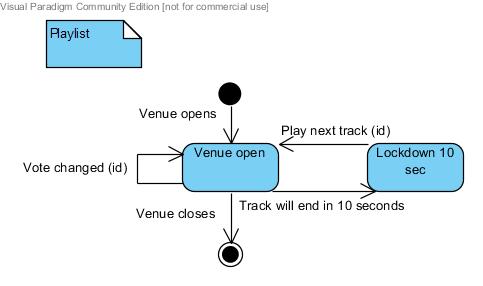 Visual Paradigm Community Edition [not for commercial use]
Playlist
Venue opens
Play next track (id)
Venue open
Lockdown 10
sec
Vote changed (id)
Track will end in 10 seconds
Venue closes